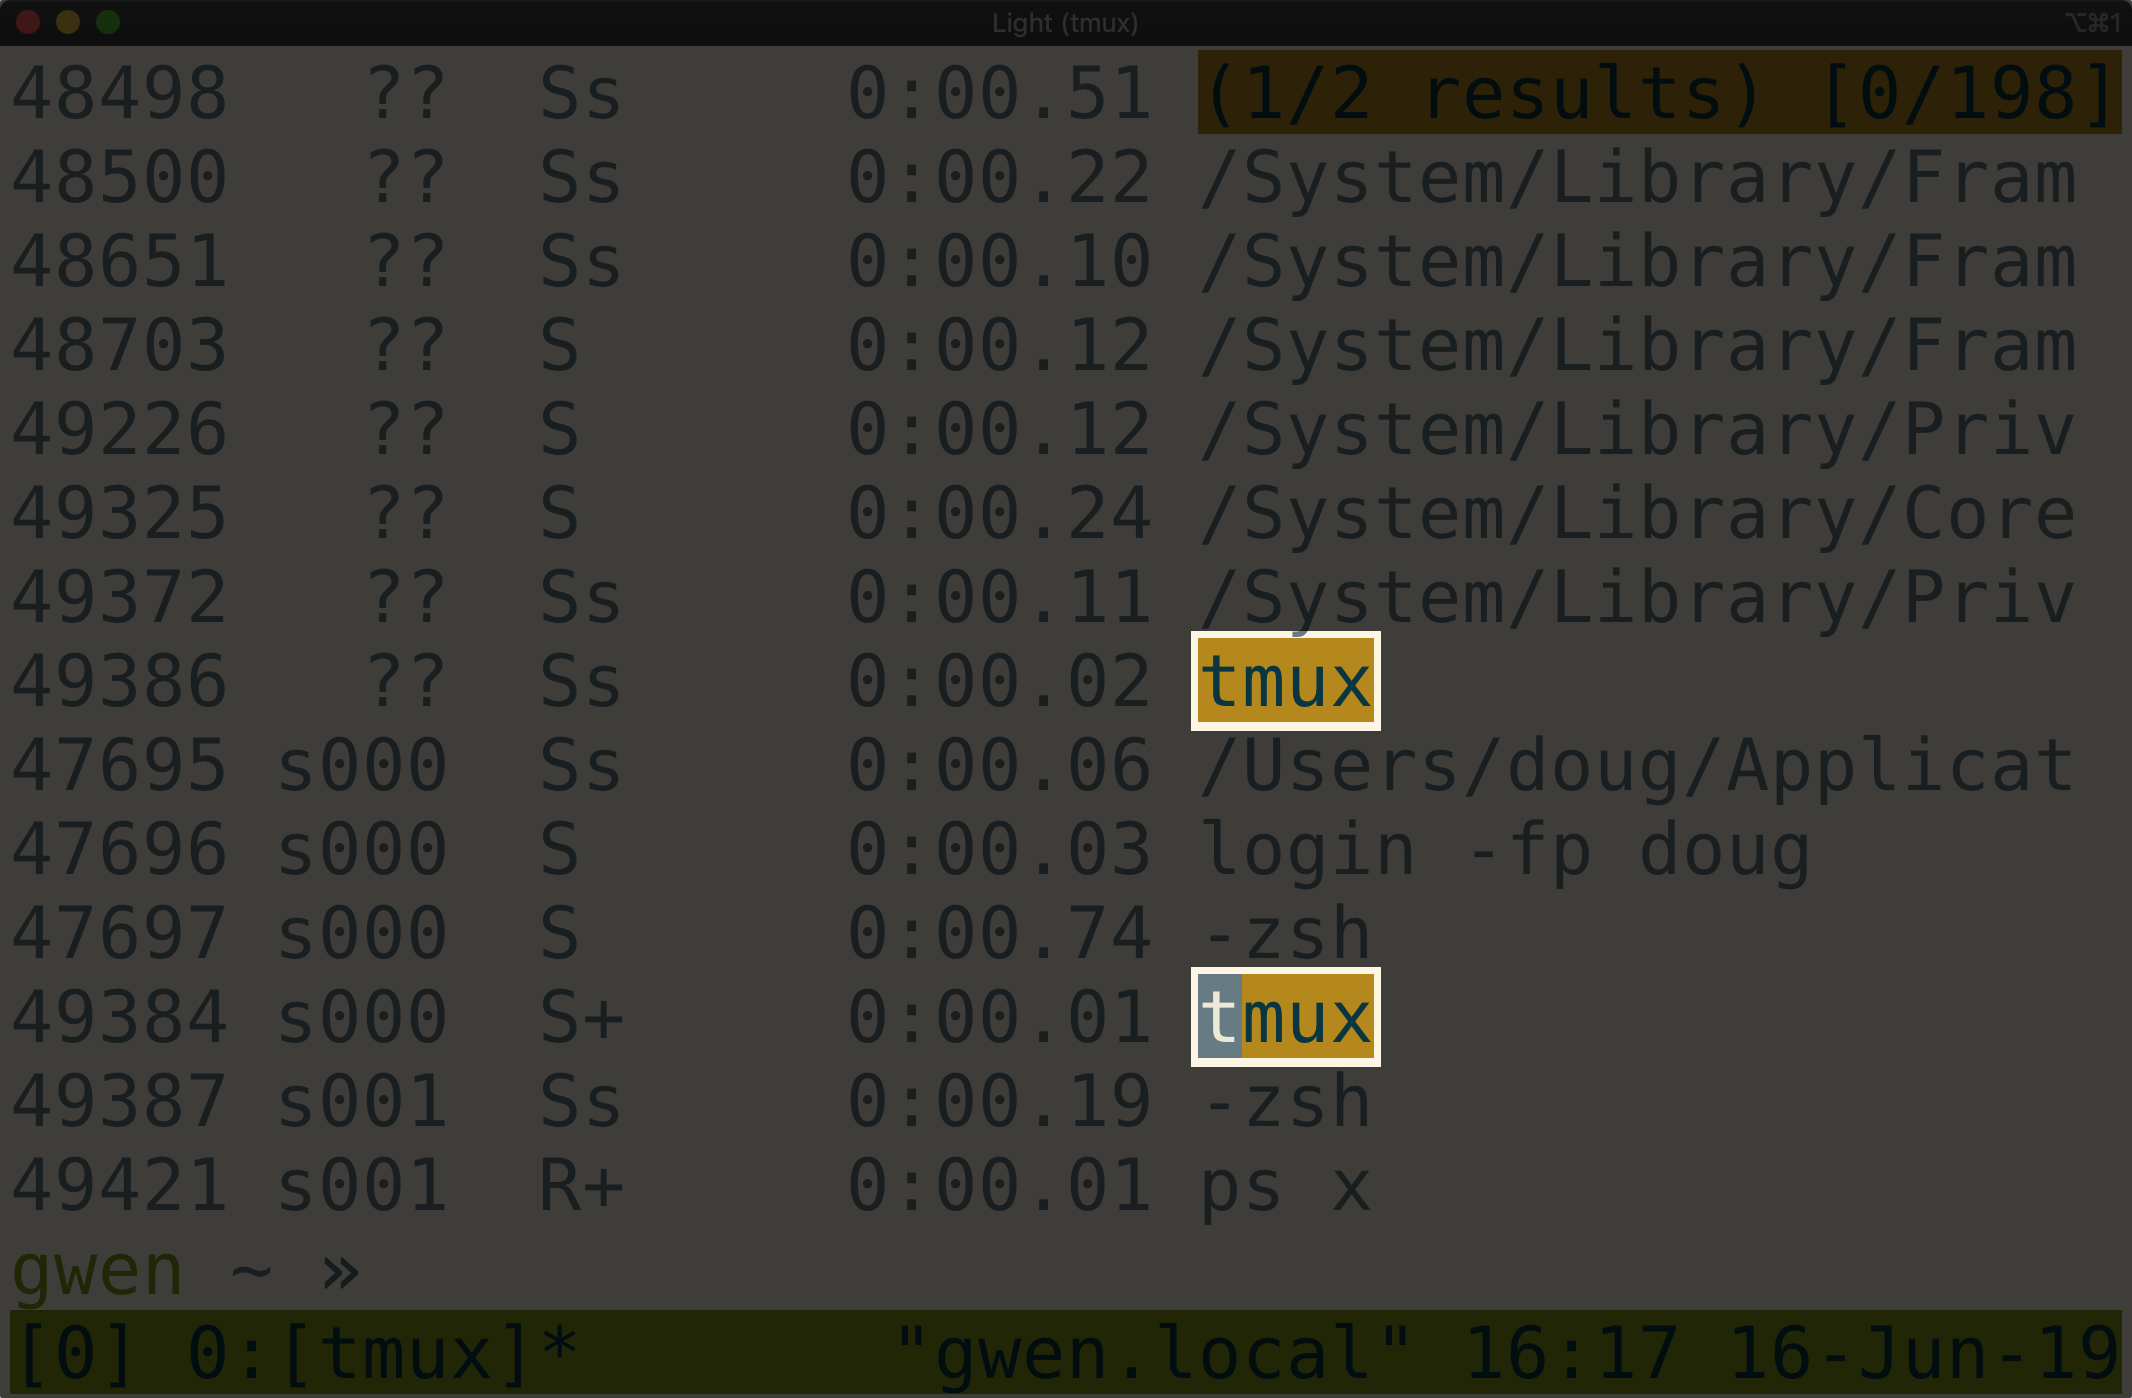 Light (tmux) ⌥⌘1
48498 ?? Ss 0:00.51 (1/2 results) [0/198]
48500 ?? Ss 0:00.22 /System/Library/Fram
48651 ?? Ss 0:00.10 /System/Library/Fram
48703 ?? S 0:00.12 /System/Library/Fram
49226 ?? S 0:00.12 /System/Library/Priv
49325 ?? S 0:00.24 /System/Library/Core
49372 ?? Ss 0:00.11 /System/Library/Priv
49386 ?? Ss 0:00.02 tmux
47695 s000 Ss 0:00.06 /Users/doug/Applicat
47696 s000 S 0:00.03 login -fp doug
47697 s000 S 0:00.74 -zsh
49384 s000 S+ 0:00.01 tmux
49387 s001 Ss 0:00.19 -zsh
49421 s001 R+ 0:00.01 ps x
gwen ~ »
[0] 0:[tmux]* "gwen.local" 16:17 16-Jun-19